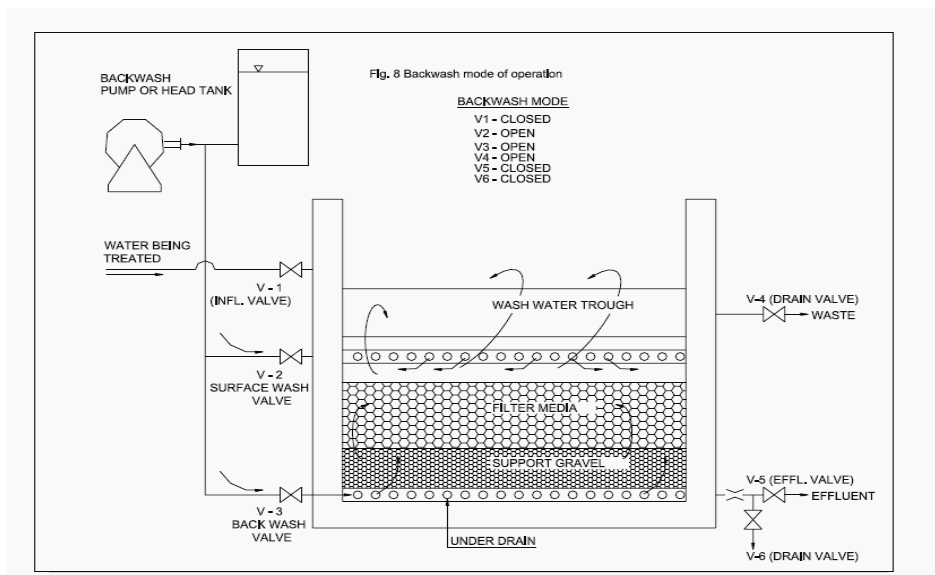 Fig. 8 Backwash mode of operation
BACKWASH
PUMP OR HEAD TANK
BACKWASH MODE
V1 - CLOSED
V2 - OPEN
V3 - OPEN
V4 - OPEN
V5 - CLOSED
V6 - CLOSED
WATER BEING
TREATED
V - 1
(INFL. VALVE)
WASH WATER TROUGH
V-4 (DRAIN VALVE)
WASTE
V - 2
SURFACE WASH
VALVE
FILTER MEDIA
SUPPORT GRAVEL
V-5 (EFFL. VALVE)
EFFLUENT
V - 3
BACK WASH
VALVE
UNDER DRAIN
V-6 (DRAIN VALVE)